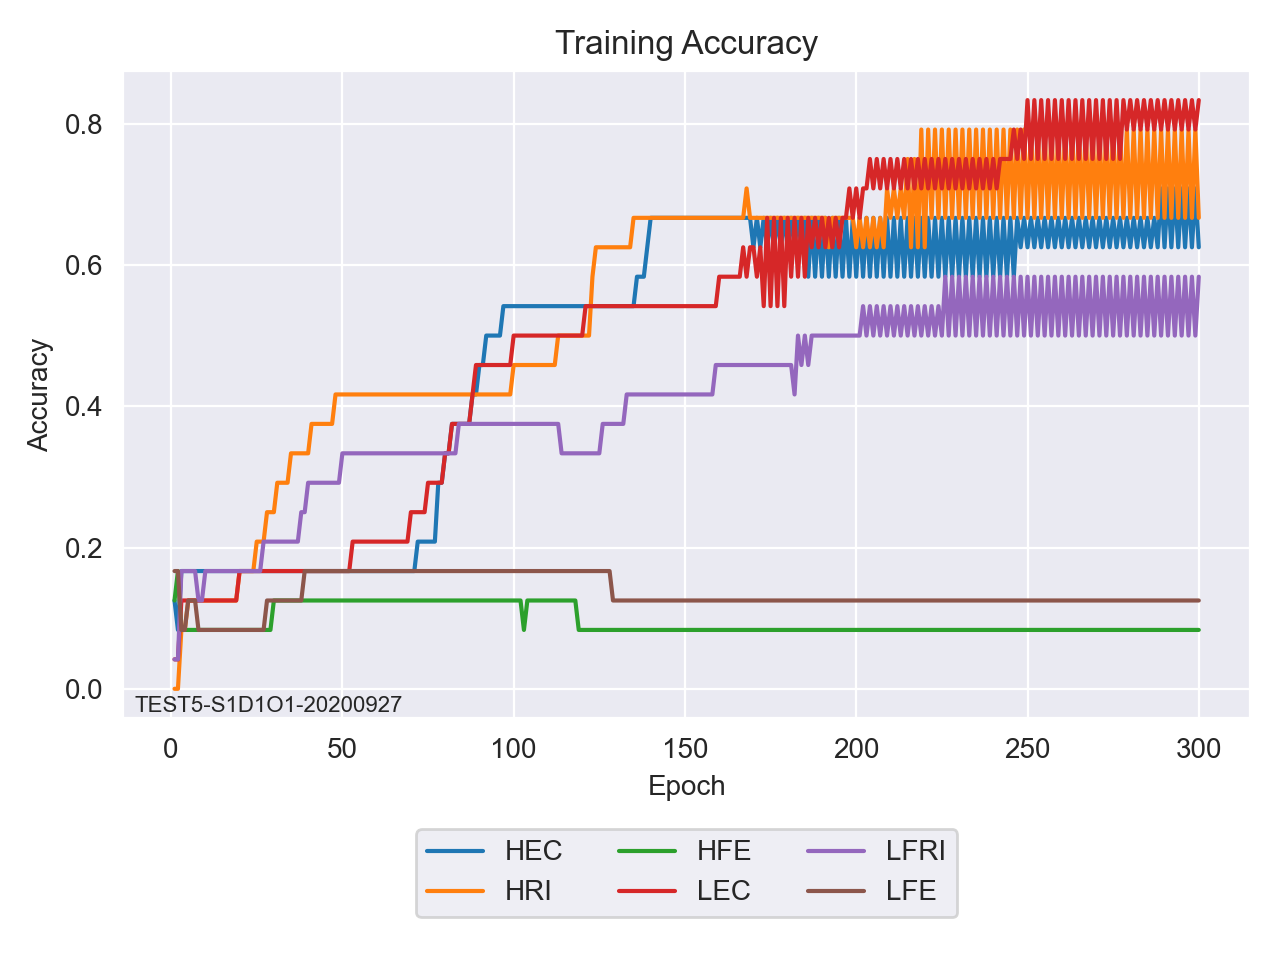 Training Accuracy
Accuracy
0.8
0.6
0.4
0.2
0.0
TEST5-S1D1O1-20200927
0 50 100 150 200 250 300
Epoch
HEC HFE LFRI
HRI LEC LFE